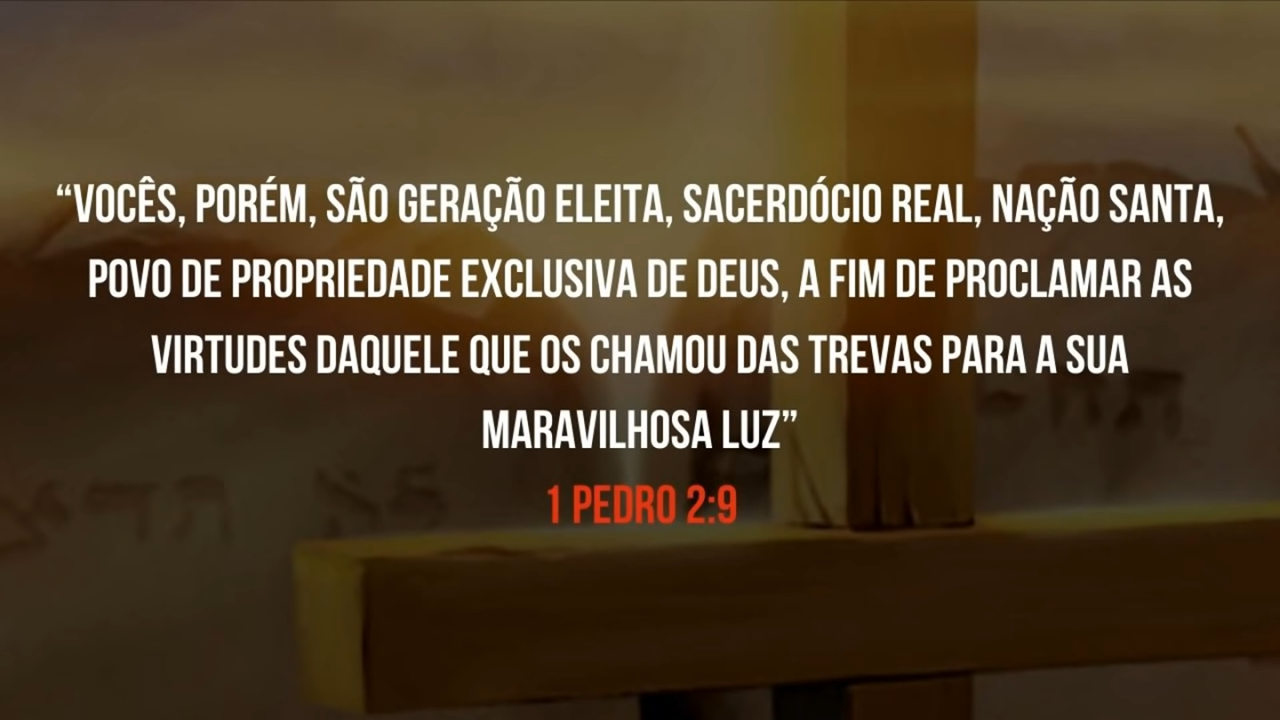 “VOCÊS, PORÉM, SÃO GERAÇÃO ELEITA, SACERDÓCIO REAL, NAÇÃO SANTA,
POVO DE PROPRIEDADE EXCLUSIVA DE DEUS, A FIM DE PROCLAMAR AS
VIRTUDES DAQUELE QUE OS CHAMOU DAS TREVAS PARA A SUA
MARAVILHOSA LUZ”
1 PEDRO 2:9